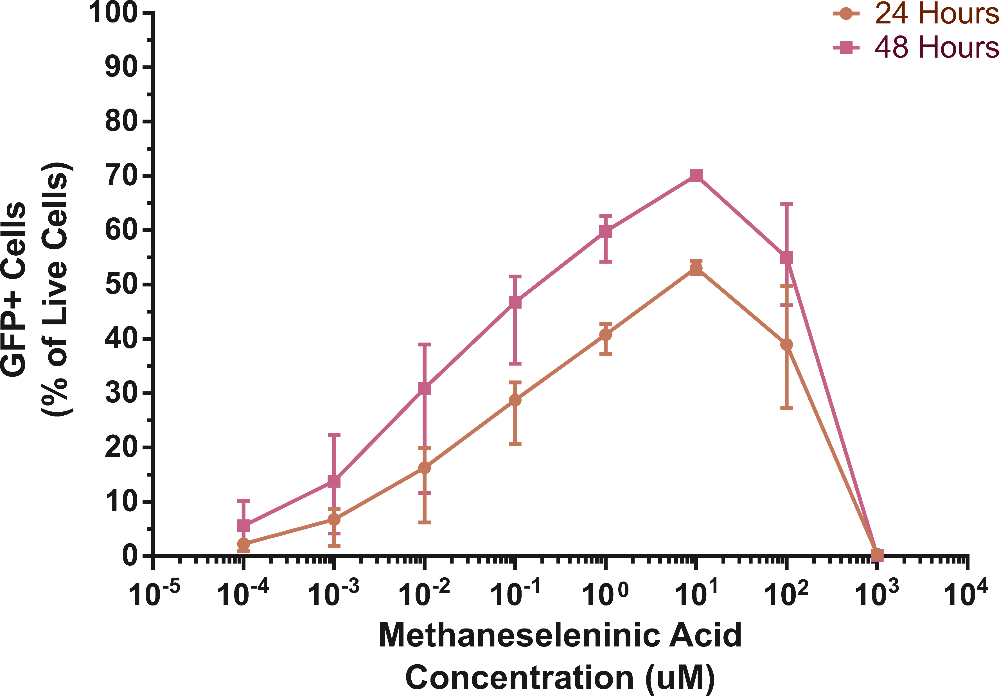 24 Hours
48 Hours
GFP+ Cells
(% of Live Cells)
100
90
80
70
60
50
40
30
20
10
0
10⁻⁵ 10⁻⁴ 10⁻³ 10⁻² 10⁻¹ 10⁰ 10¹ 10² 10³ 10⁴
Methaneseleninic Acid
Concentration (uM)